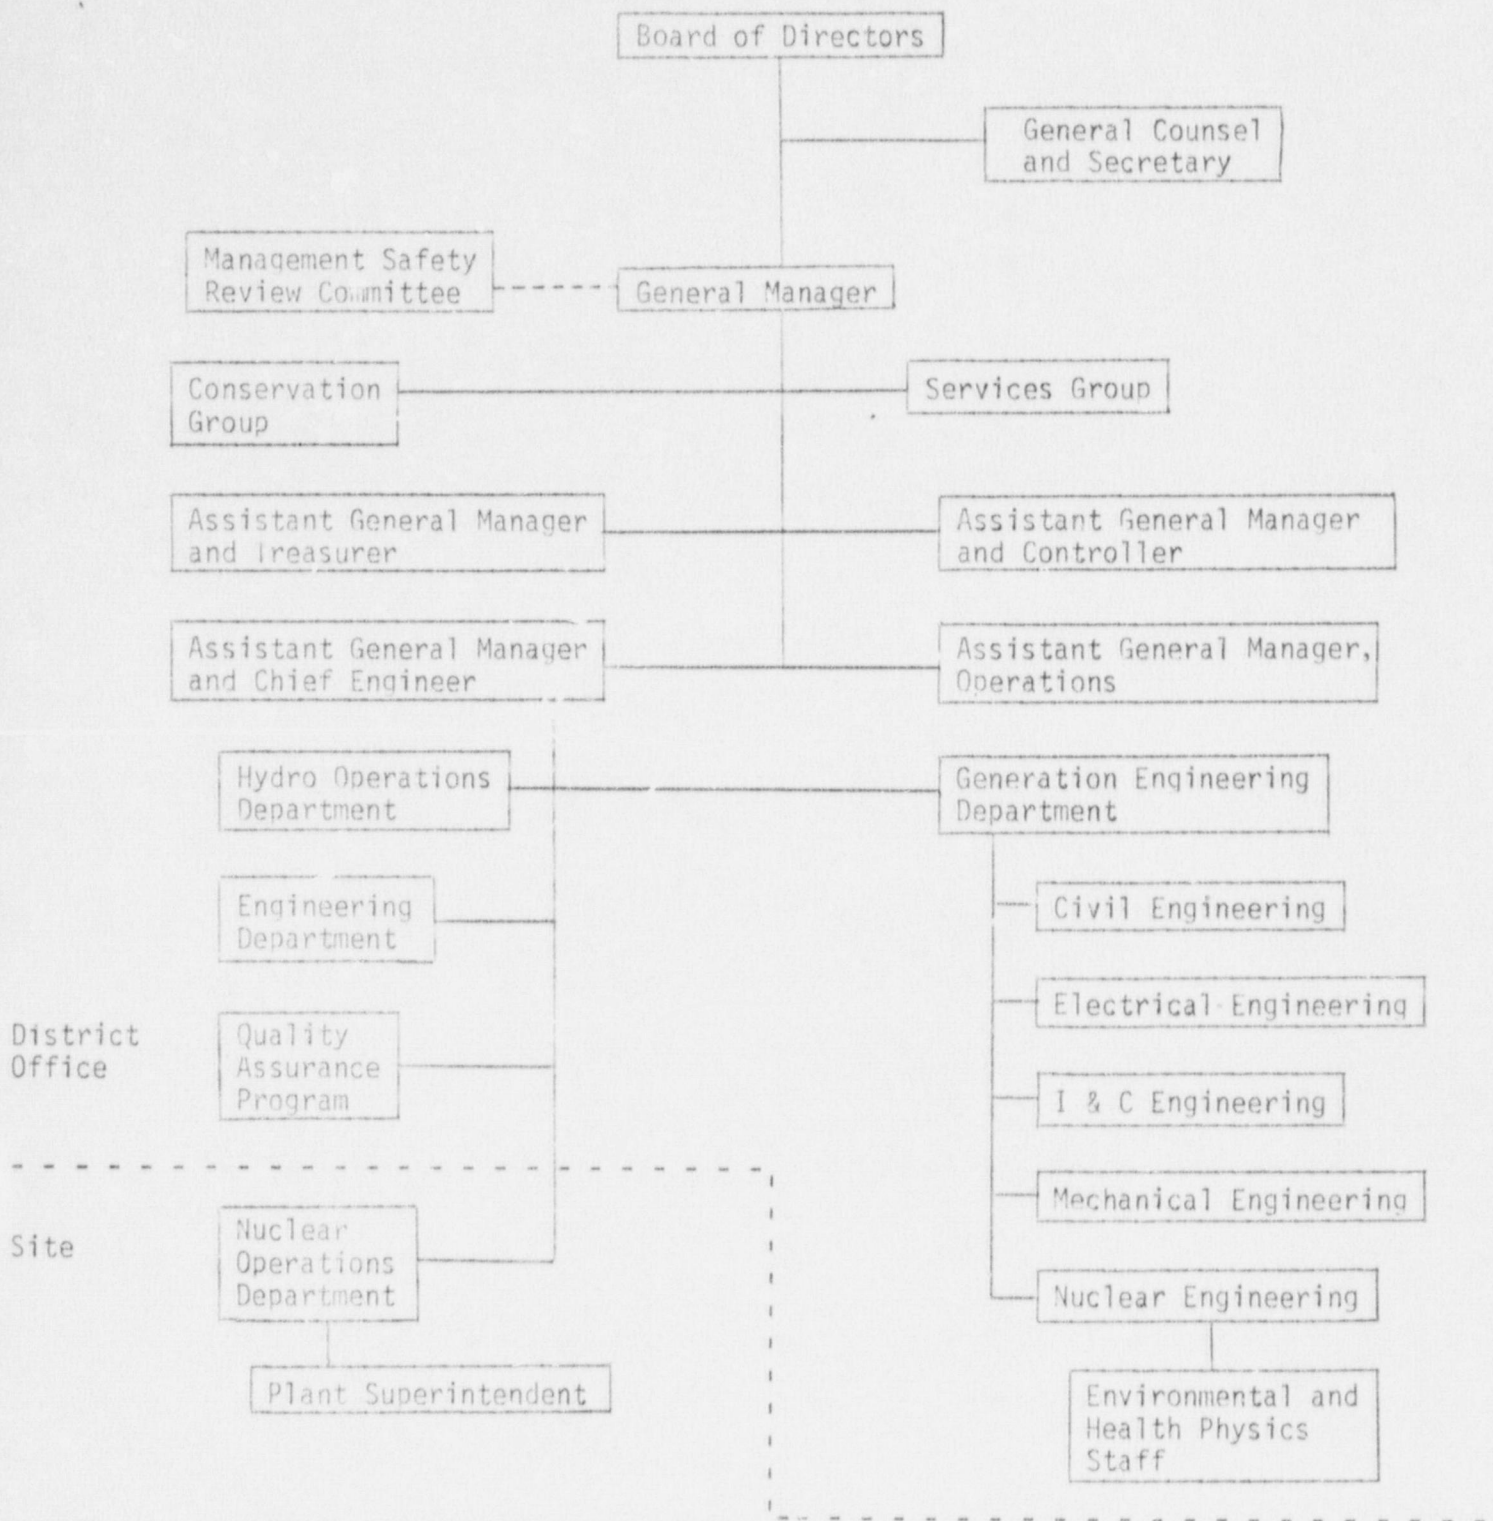 Board of Directors
General Counsel
and Secretary
Management Safety
Review Committee
General Manager
Conservation
Group
Services Group
Assistant General Manager
and Treasurer
Assistant General Manager
and Controller
Assistant General Manager
and Chief Engineer
Assistant General Manager,
Operations
Hydro Operations
Department
Generation Engineering
Department
Engineering
Department
Civil Engineering
Electrical Engineering
District
Office
Quality
Assurance
Program
I & C Engineering
Mechanical Engineering
Site
Nuclear
Operations
Department
Nuclear Engineering
Plant Superintendent
Environmental and
Health Physics
Staff